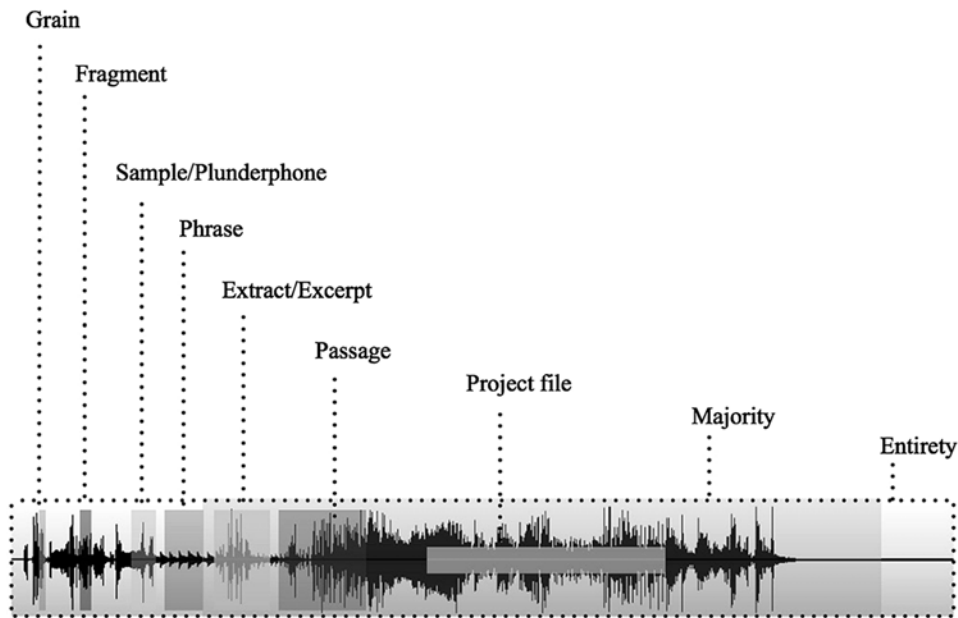 Grain
Fragment
Sample/Plunderphone
Phrase
Extract/Excerpt
Passage
Project file
Majority
Entirety